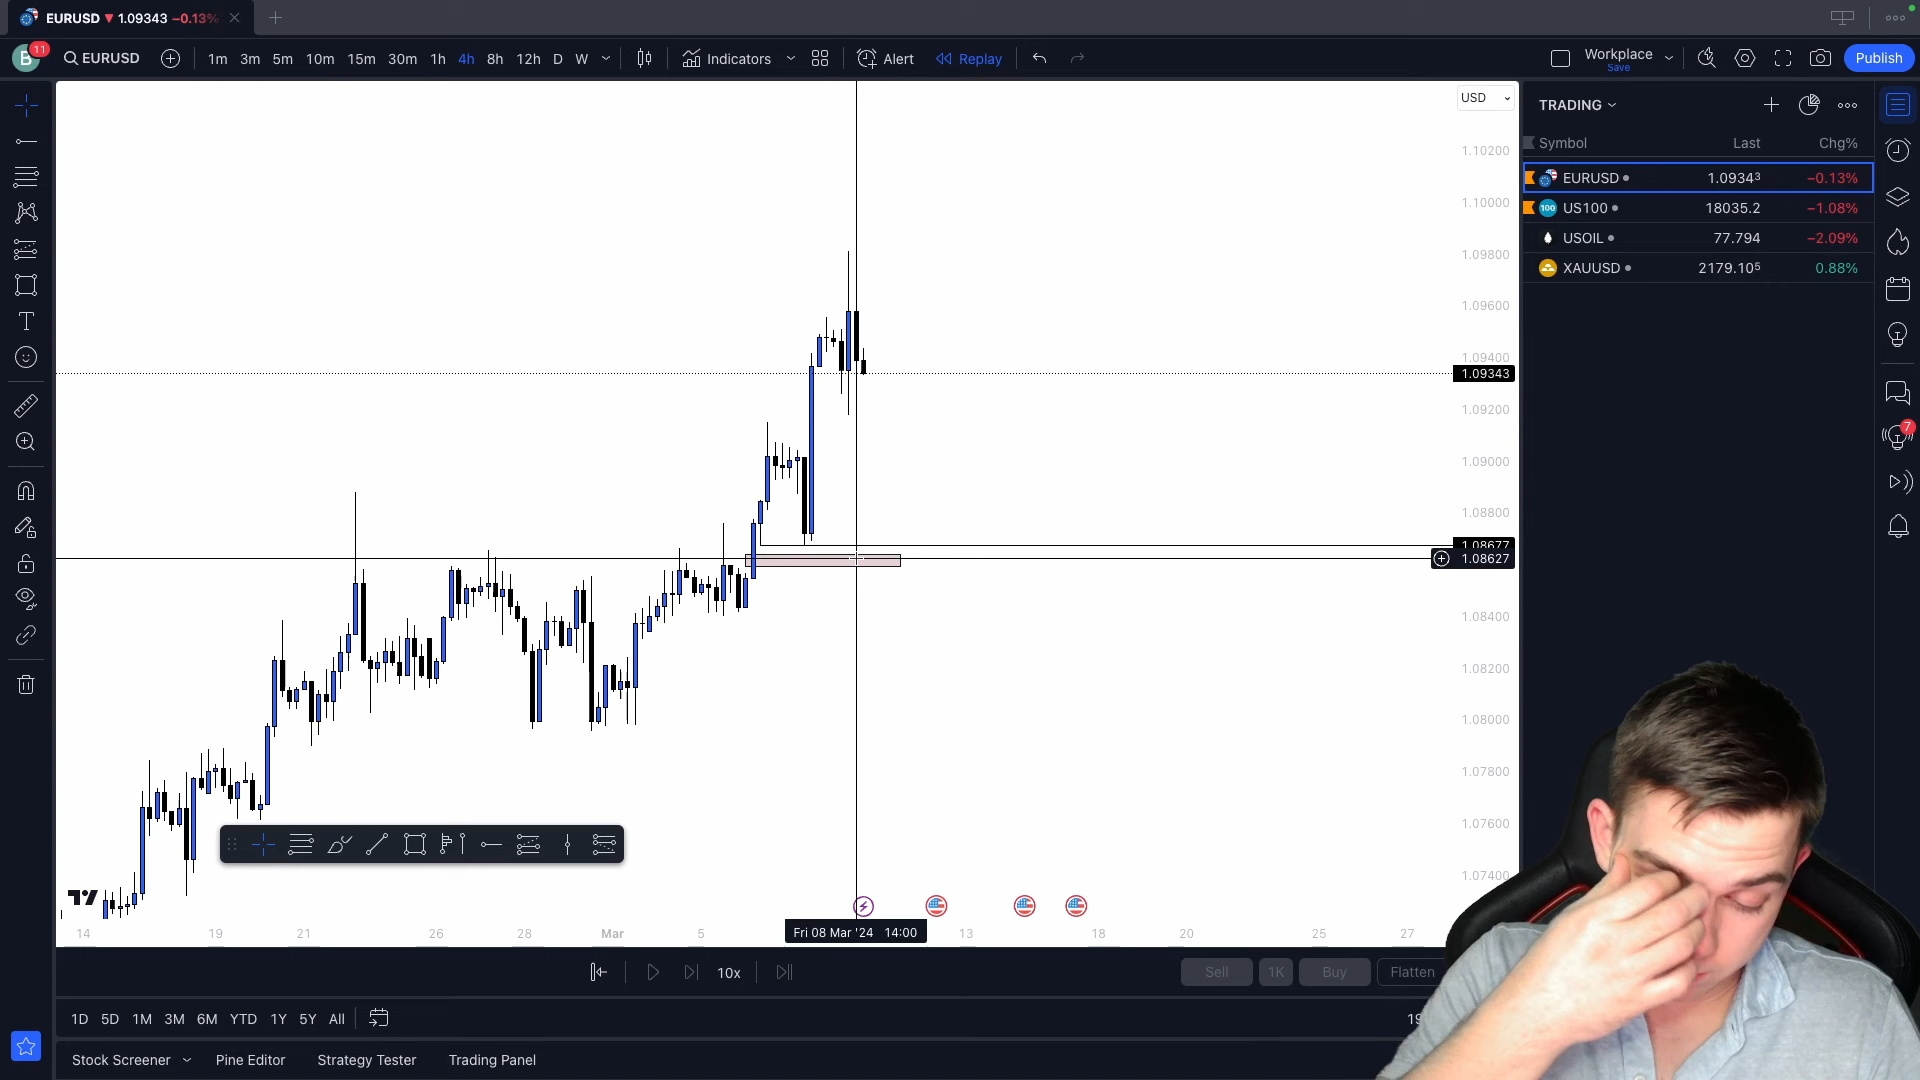 EURUSD ▼ 1.09343 −0.13%
B 11 EURUSD 1m 3m 5m 10m 15m 30m 1h 4h 8h 12h D W Indicators Alert Replay Workplace Save Publish
USD
1.10200
1.10000
1.09800
1.09600
1.09400
1.09343
1.09200
1.09000
1.08800
1.08677
1.08627
1.08400
1.08200
1.08000
1.07800
1.07600
1.07400
14 19 21 26 28 Mar 5 Fri 08 Mar '24 14:00 13 18 20 25 27
TRADING
Symbol Last Chg%
EURUSD 1.09343 −0.13%
100 US100 18035.2 −1.08%
USOIL 77.794 −2.09%
XAUUSD 2179.105 0.88%
7
10x Sell 1K Buy Flatten
1D 5D 1M 3M 6M YTD 1Y 5Y All
Stock Screener Pine Editor Strategy Tester Trading Panel